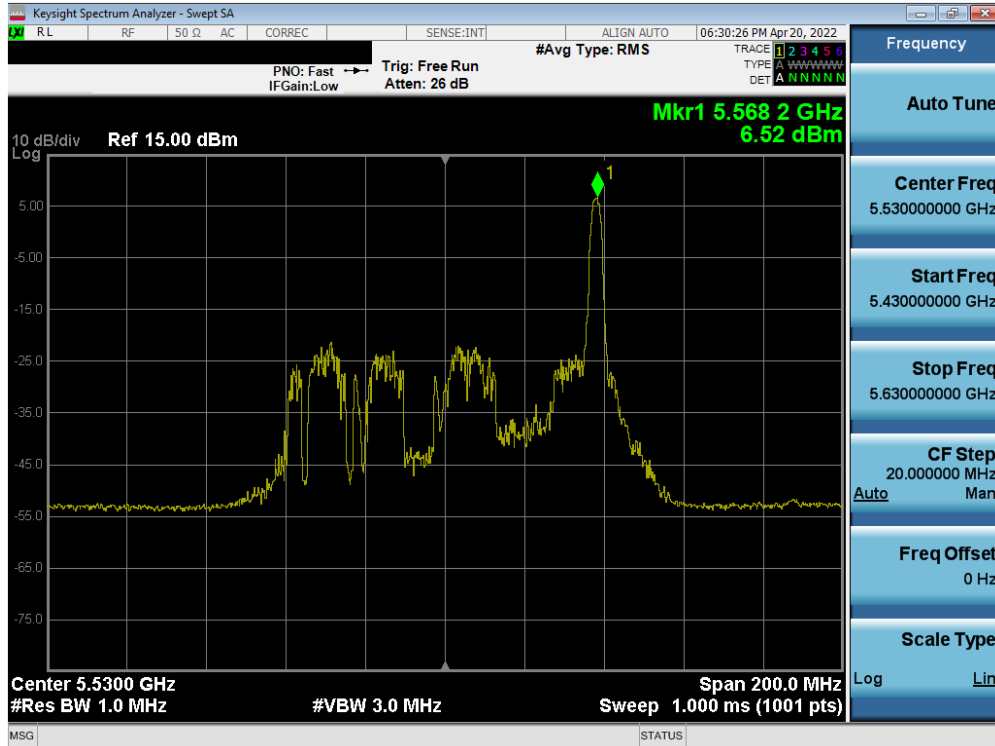 Keysight Spectrum Analyzer - Swept SA
LXI RL RF 50 Ω AC CORREC SENSE:INT ALIGN AUTO 06:30:26 PM Apr 20, 2022
#Avg Type: RMS
TRACE 1 2 3 4 5 6
PNO: Fast Trig: Free Run
TYPE A WWWWW
IFGain:Low Atten: 26 dB
DET A N N N N N
Mkr1 5.568 2 GHz
6.52 dBm
10 dB/div Ref 15.00 dBm
Log
1
5.00
-5.00
-15.0
-25.0
-35.0
-45.0
-55.0
-65.0
-75.0
Center 5.5300 GHz Span 200.0 MHz
#Res BW 1.0 MHz #VBW 3.0 MHz Sweep 1.000 ms (1001 pts)
MSG STATUS
Frequency
Auto Tune
Center Freq
5.530000000 GHz
Start Freq
5.430000000 GHz
Stop Freq
5.630000000 GHz
CF Step
20.000000 MHz
Auto Man
Freq Offset
0 Hz
Scale Type
Log Lin